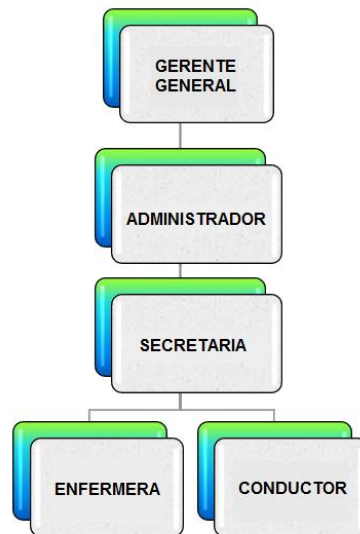 GERENTE
GENERAL
ADMINISTRADOR
SECRETARIA
ENFERMERA
CONDUCTOR